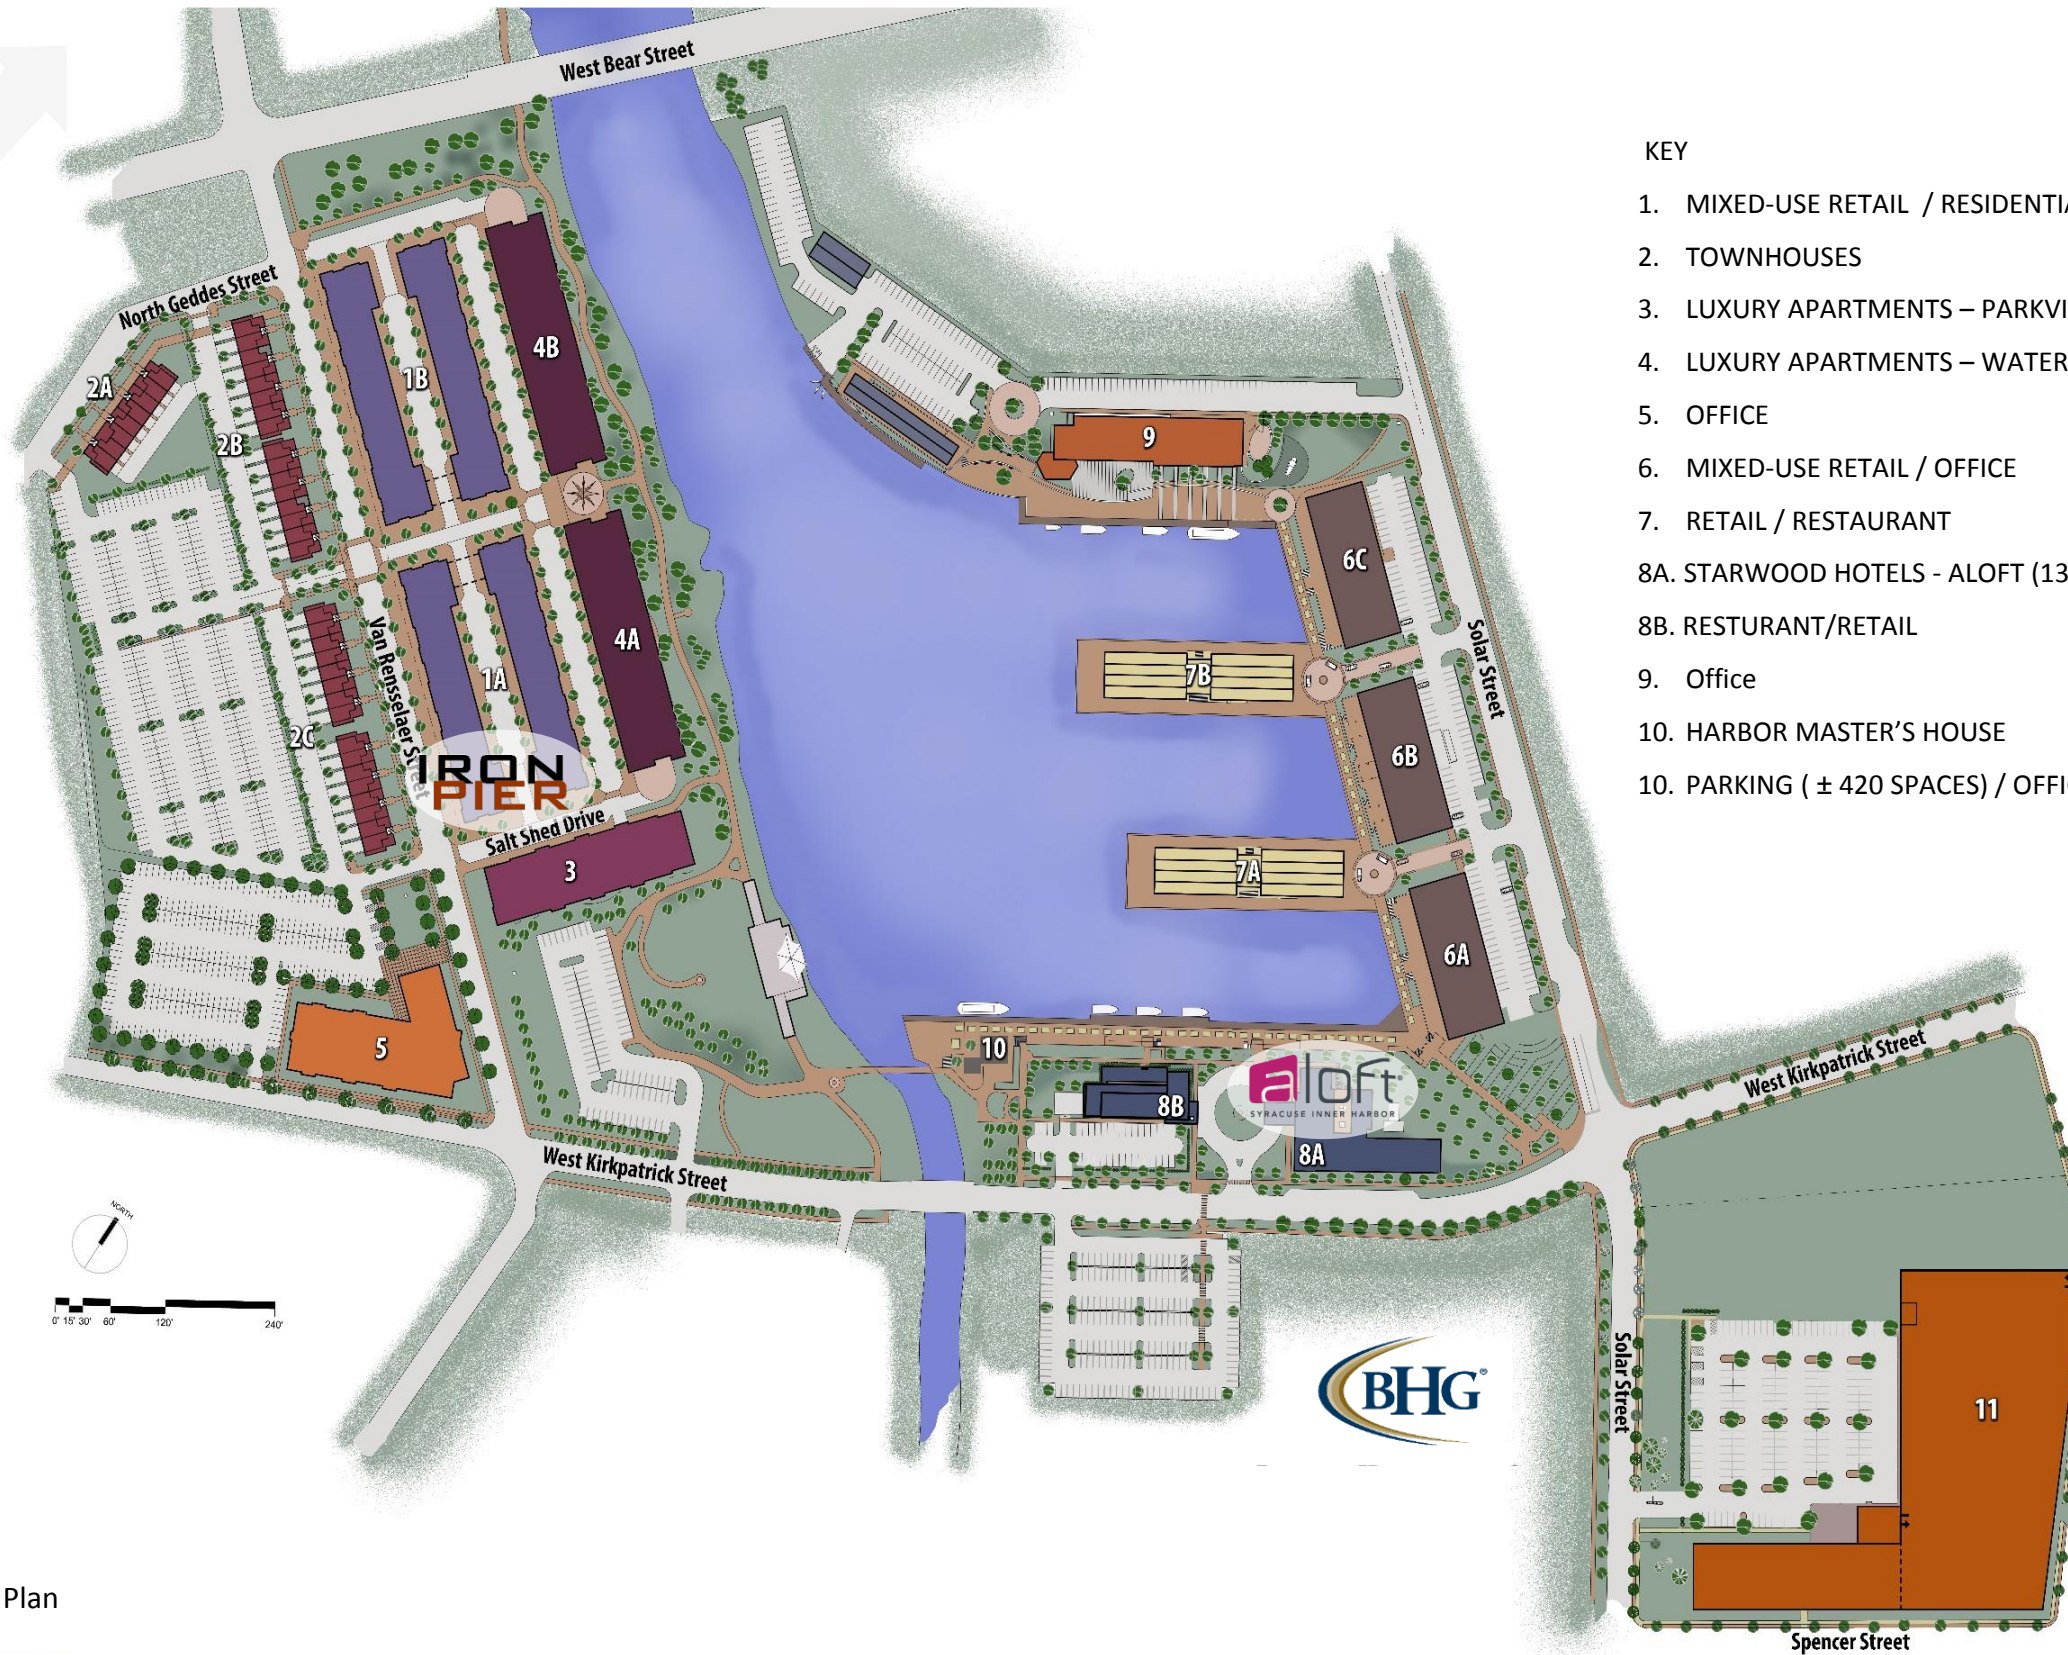 West Bear Street
KEY
1. MIXED-USE RETAIL / RESIDENTIA
2. TOWNHOUSES
3. LUXURY APARTMENTS – PARKVI
4. LUXURY APARTMENTS – WATER
5. OFFICE
6. MIXED-USE RETAIL / OFFICE
7. RETAIL / RESTAURANT
8A. STARWOOD HOTELS - ALOFT (13
8B. RESTURANT/RETAIL
9. Office
10. HARBOR MASTER’S HOUSE
10. PARKING ( ± 420 SPACES) / OFFI
North Geddes Street
4B
1B
2A
2B
9
6C
4A
7B
1A
Van Rensselaer Street
Solar Street
2C
6B
IRON
PIER
Salt Shed Drive
3
7A
6A
5
10
8B
aloft
SYRACUSE INNER HARBOR
8A
West Kirkpatrick Street
West Kirkpatrick Street
NORTH
0' 15' 30' 60' 120' 240'
BHG®
Solar Street
11
Plan
Spencer Street